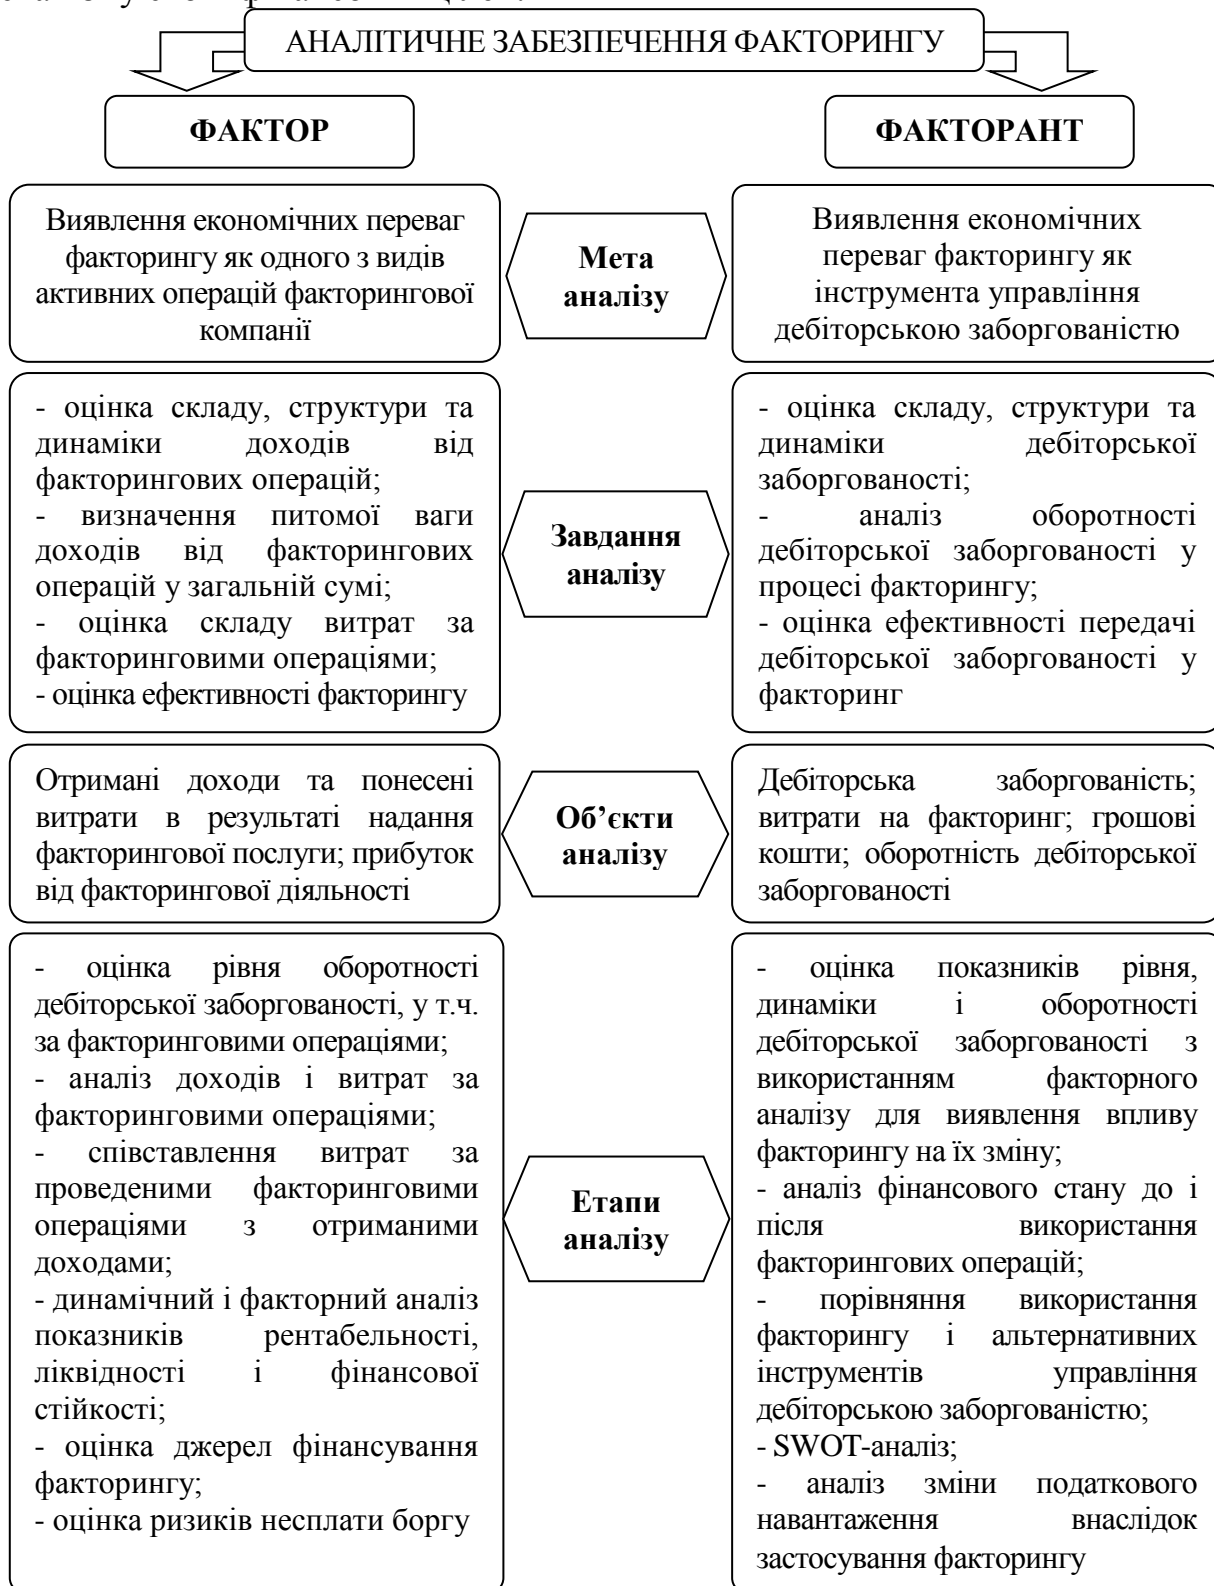 АНАЛІТИЧНЕ ЗАБЕЗПЕЧЕННЯ ФАКТОРИНГУ
ФАКТОР
ФАКТОРАНТ
Виявлення економічних переваг
факторингу як одного з видів
активних операцій факторингової
компанії
Мета
аналізу
Виявлення економічних
переваг факторингу як
інструмента управління
дебіторською заборгованістю
- оцінка складу, структури та
динаміки доходів від
факторингових операцій;
- визначення питомої ваги
доходів від факторингових
операцій у загальній сумі;
- оцінка складу витрат за
факторинговими операціями;
- оцінка ефективності факторингу
Завдання
аналізу
- оцінка складу, структури та
динаміки дебіторської
заборгованості;
- аналіз оборотності
дебіторської заборгованості у
процесі факторингу;
- оцінка ефективності передачі
дебіторської заборгованості у
факторинг
Отримані доходи та понесені
витрати в результаті надання
факторингової послуги; прибуток
від факторингової діяльності
Об’єкти
аналізу
Дебіторська заборгованість;
витрати на факторинг; грошові
кошти; оборотність дебіторської
заборгованості
- оцінка рівня оборотності
дебіторської заборгованості, у т.ч.
за факторинговими операціями;
- аналіз доходів і витрат за
факторинговими операціями;
- співставлення витрат за
проведеними факторинговими
операціями з отриманими
доходами;
- динамічний і факторний аналіз
показників рентабельності,
ліквідності і фінансової
стійкості;
- оцінка джерел фінансування
факторингу;
- оцінка ризиків несплати боргу
Етапи
аналізу
- оцінка показників рівня,
динаміки і оборотності
дебіторської заборгованості з
використанням факторного
аналізу для виявлення впливу
факторингу на їх зміну;
- аналіз фінансового стану до і
після використання
факторингових операцій;
- порівняння використання
факторингу і альтернативних
інструментів управління
дебіторською заборгованістю;
- SWOT-аналіз;
- аналіз зміни податкового
навантаження внаслідок
застосування факторингу